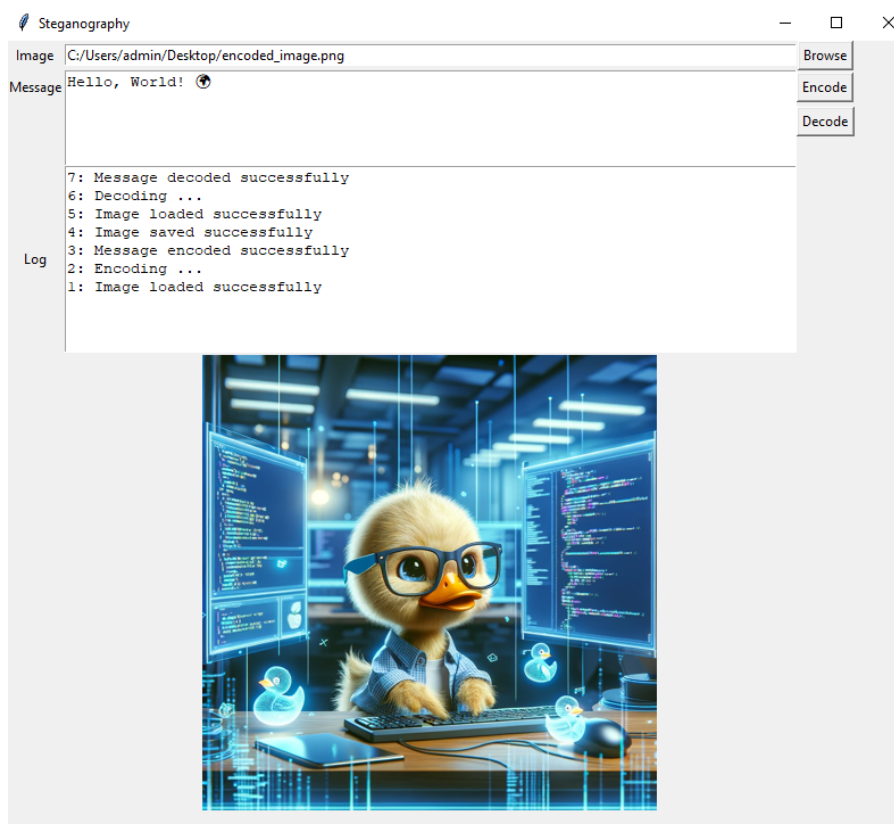 Steganography
Image C:/Users/admin/Desktop/encoded_image.png Browse
Message Hello, World! 🌍 Encode
Decode
Log
7: Message decoded successfully
6: Decoding ...
5: Image loaded successfully
4: Image saved successfully
3: Message encoded successfully
2: Encoding ...
1: Image loaded successfully